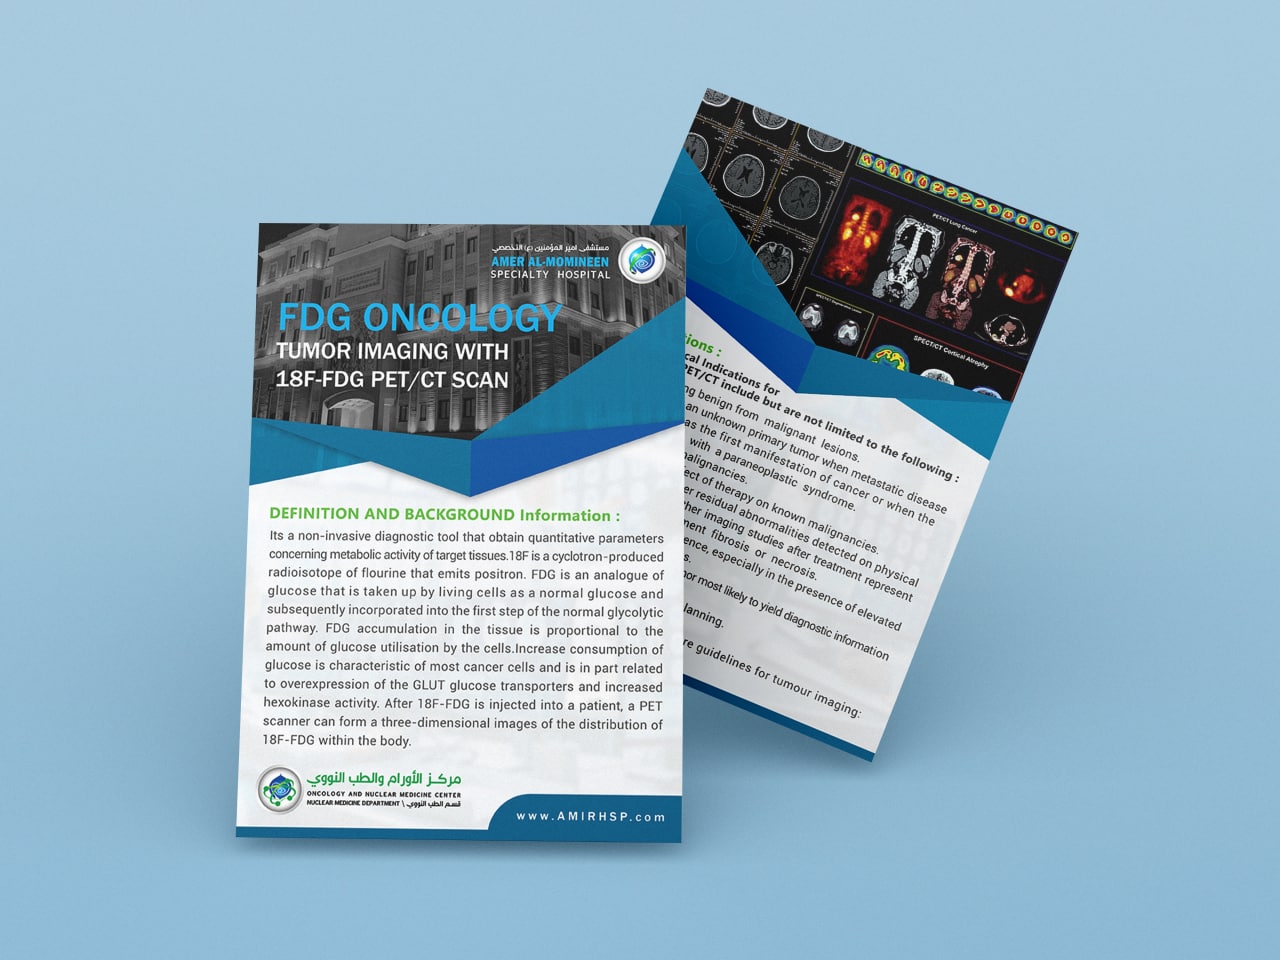 مستشفى امير المؤمنين (ع) التخصصي
AMER AL-MOMINEEN
SPECIALTY HOSPITAL
FDG ONCOLOGY
TUMOR IMAGING WITH
18F-FDG PET/CT SCAN
DEFINITION AND BACKGROUND Information :
Its a non-invasive diagnostic tool that obtain quantitative parameters
concerning metabolic activity of target tissues.18F is a cyclotron-produced
radioisotope of flourine that emits positron. FDG is an analogue of
glucose that is taken up by living cells as a normal glucose and
subsequently incorporated into the first step of the normal glycolytic
pathway. FDG accumulation in the tissue is proportional to the
amount of glucose utilisation by the cells.Increase consumption of
glucose is characteristic of most cancer cells and is in part related
to overexpression of the GLUT glucose transporters and increased
hexokinase activity. After 18F-FDG is injected into a patient, a PET
scanner can form a three-dimensional images of the distribution of
18F-FDG within the body.
مركز الأورام والطب النووي
ONCOLOGY AND NUCLEAR MEDICINE CENTER
NUCLEAR MEDICINE DEPARTMENT \ قسم الطب النووي
www.AMIRHSP.com
PET/CT Lung Cancer
SPECT/CT Cortical Atrophy
sions :
cal Indications for
PET/CT include but are not limited to the following :
ng benign from malignant lesions.
an unknown primary tumor when metastatic disease
as the first manifestation of cancer or when the
with a paraneoplastic syndrome.
alignancies.
ect of therapy on known malignancies.
er residual abnormalities detected on physical
her imaging studies after treatment represent
nent fibrosis or necrosis.
ence, especially in the presence of elevated
s.
or most likely to yield diagnostic information
lanning.
re guidelines for tumour imaging: